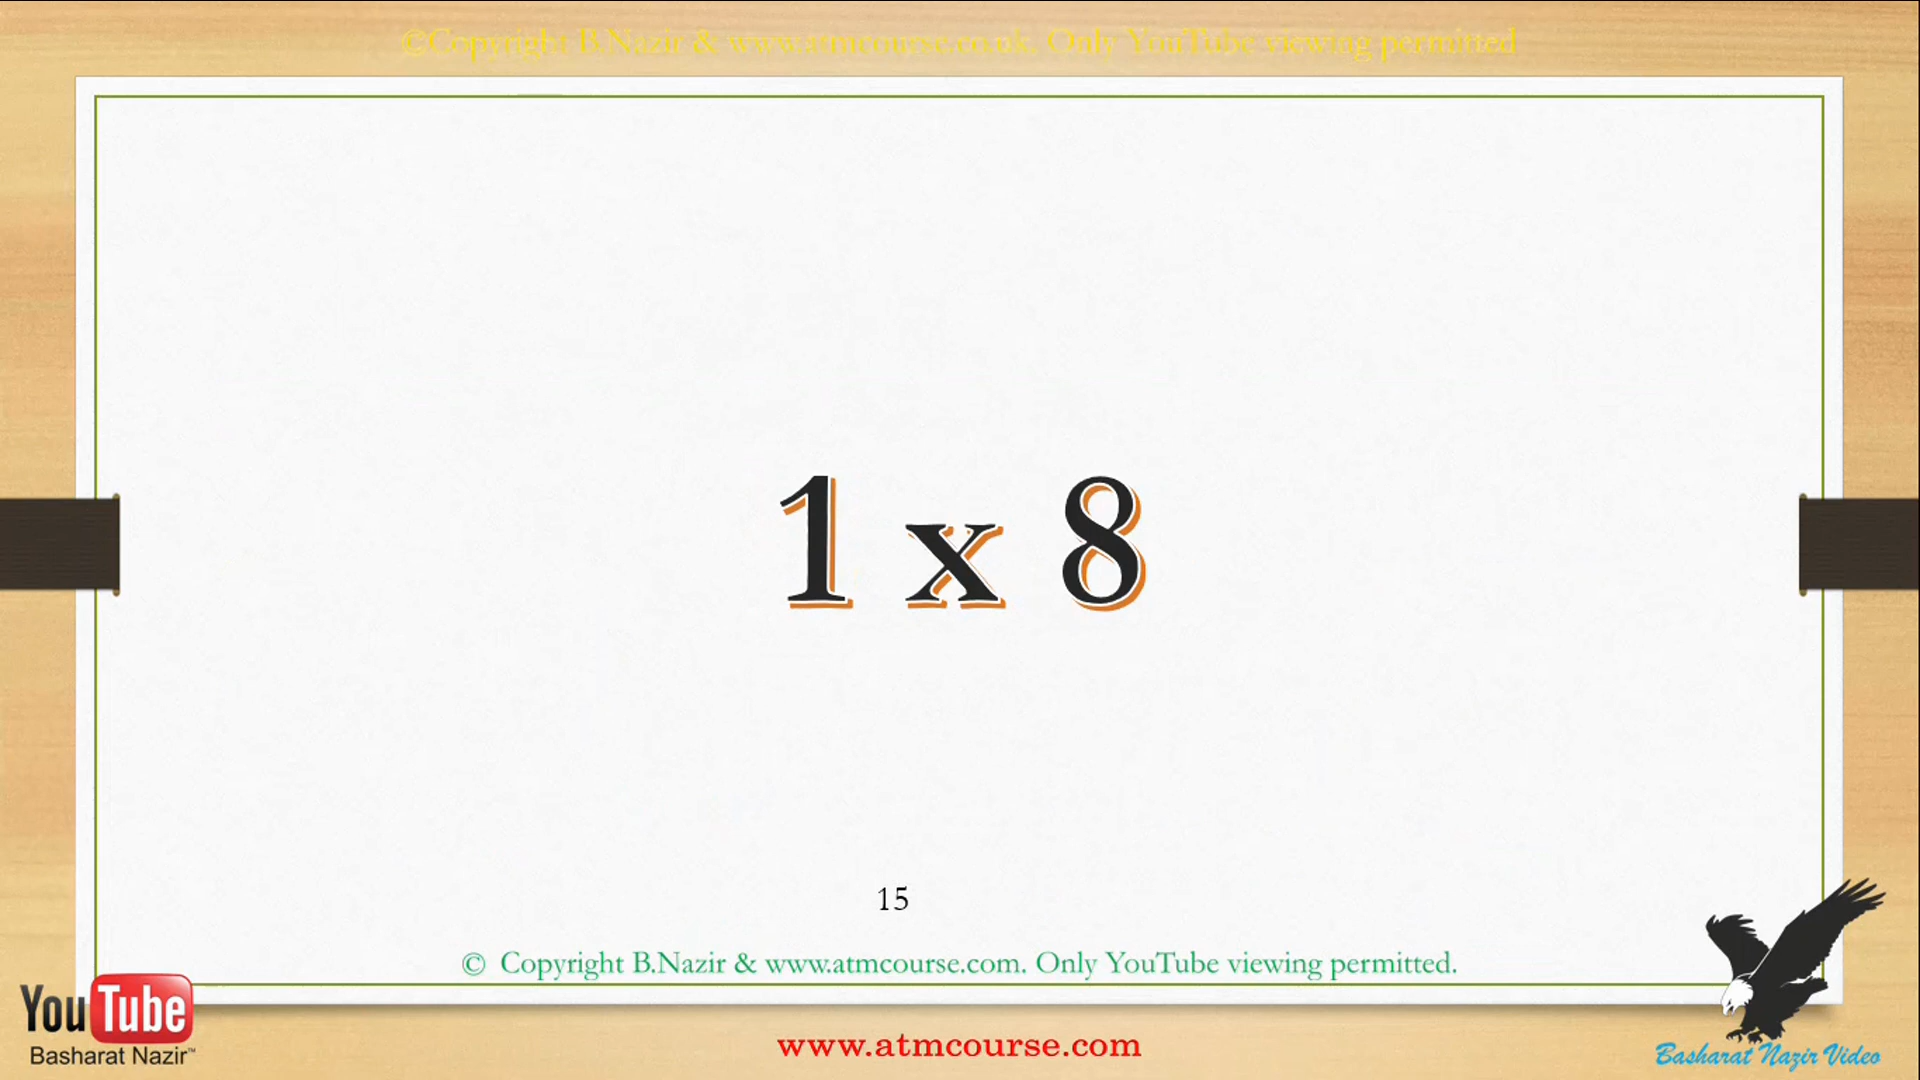 ©Copyright B.Nazir & www.atmcourse.co.uk. Only YouTube viewing permitted
1 x 8
15
© Copyright B.Nazir & www.atmcourse.com. Only YouTube viewing permitted.
YouTube
Basharat Nazir™
www.atmcourse.com
Basharat Nazir Video